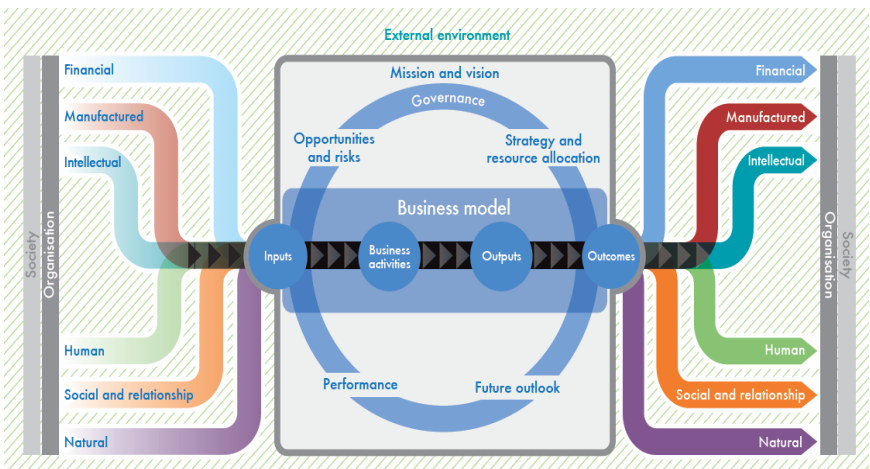 External environment
Society
Organisation
Financial
Manufactured
Intellectual
Human
Social and relationship
Natural
Mission and vision
Governance
Opportunities
and risks
Strategy and
resource allocation
Business model
Inputs
Business
activities
Outputs
Outcomes
Performance
Future outlook
Financial
Manufactured
Intellectual
Human
Social and relationship
Natural
Organisation
Society